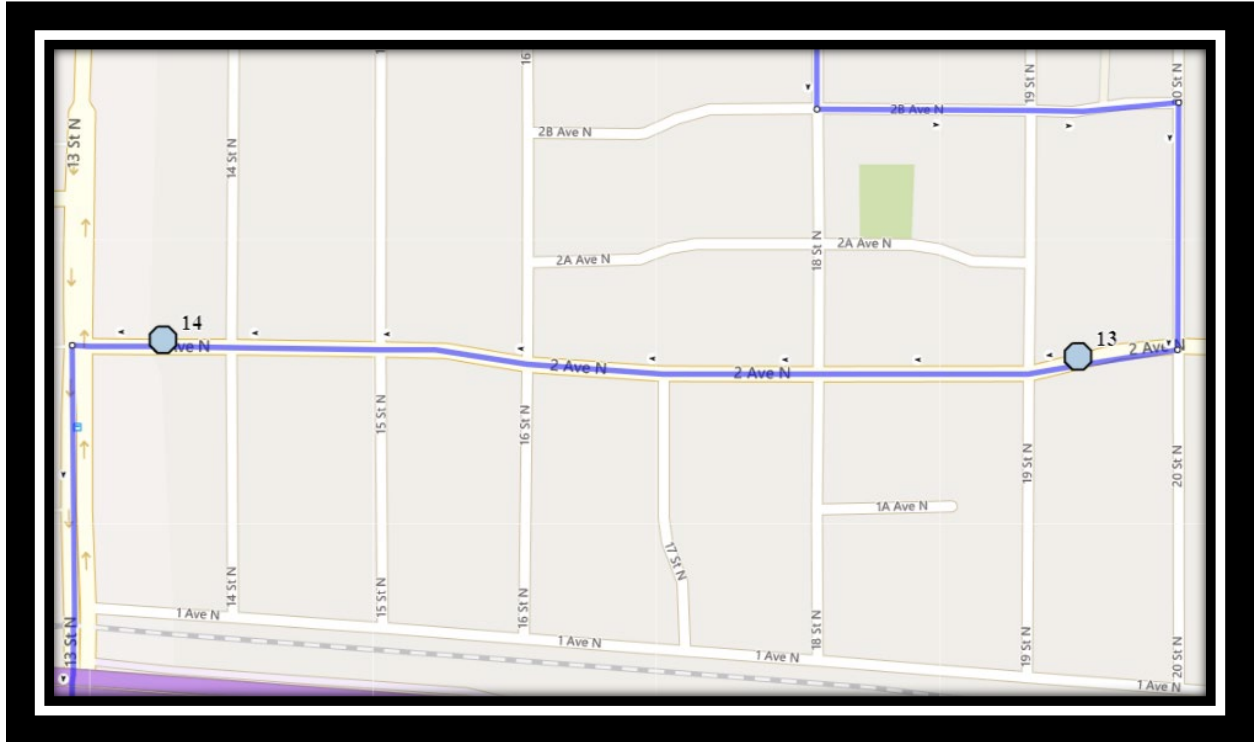 16
19 St N
20 St N
2B Ave N
13 St N
2B Ave N
14 St N
18 St N
2A Ave N
2A Ave N
14
13
ve N
2 Ave N
2 Ave N
2 Ave N
15 St N
16 St N
19 St N
20 St N
1A Ave N
17 St N
14 St N
15 St N
16 St N
18 St N
19 St N
20 St N
13 St N
1 Ave N
1 Ave N
1 Ave N
1 Ave N